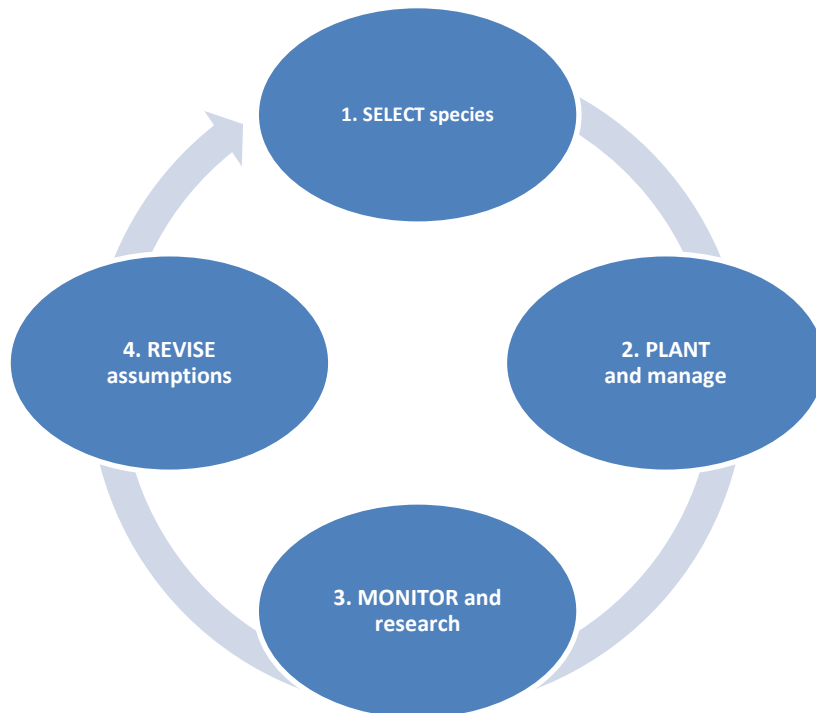 1. SELECT species
2. PLANT
and manage
3. MONITOR and
research
4. REVISE
assumptions